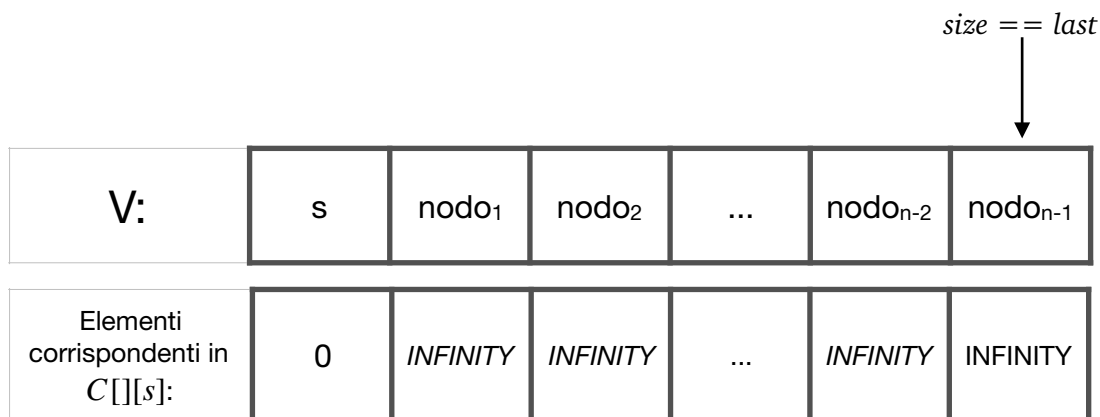 size == last
V: s nodo₁ nodo₂ ... nodoₙ₋₂ nodoₙ₋₁
Elementi
corrispondenti in
C[][s]:
0 INFINITY INFINITY ... INFINITY INFINITY